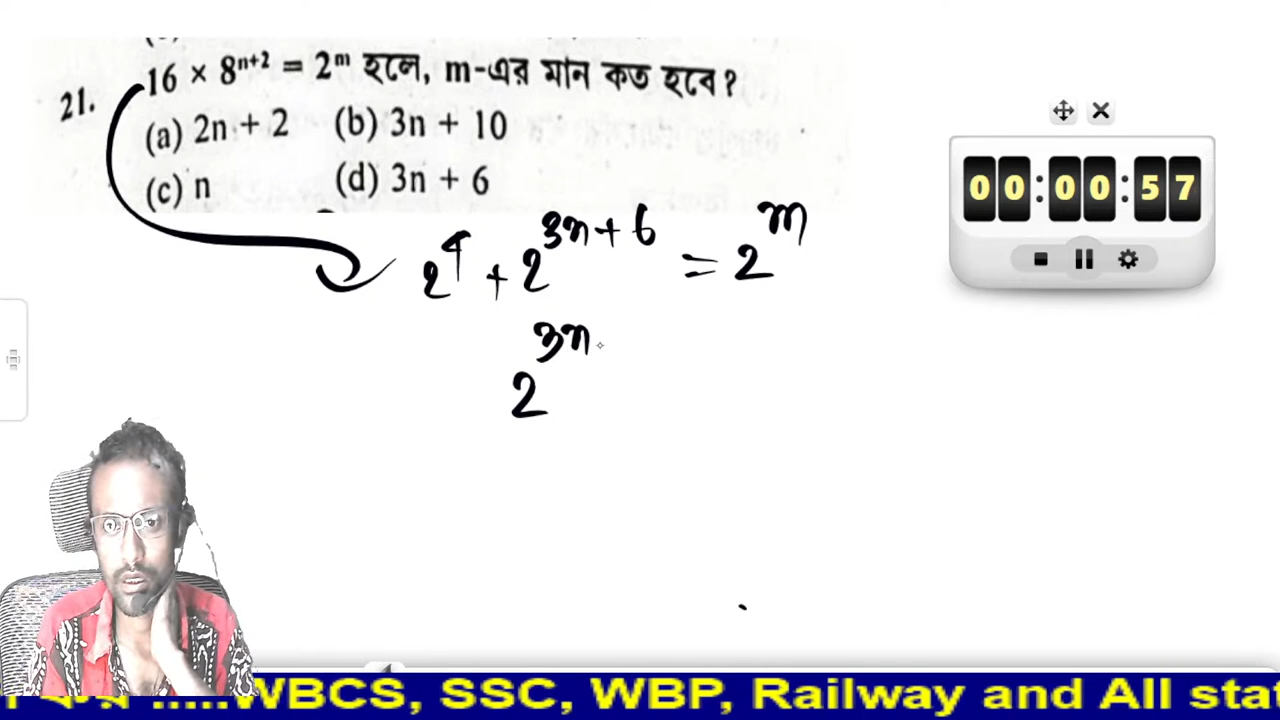 21. 16 × 8ⁿ⁺² = 2ᵐ হলে, m-এর মান কত হবে?
(a) 2n + 2 (b) 3n + 10
(c) n (d) 3n + 6
00:00:57
2⁴ + 2³ⁿ⁺⁶ = 2ᵐ
2³ⁿ
.....WBCS, SSC, WBP, Railway and All stat